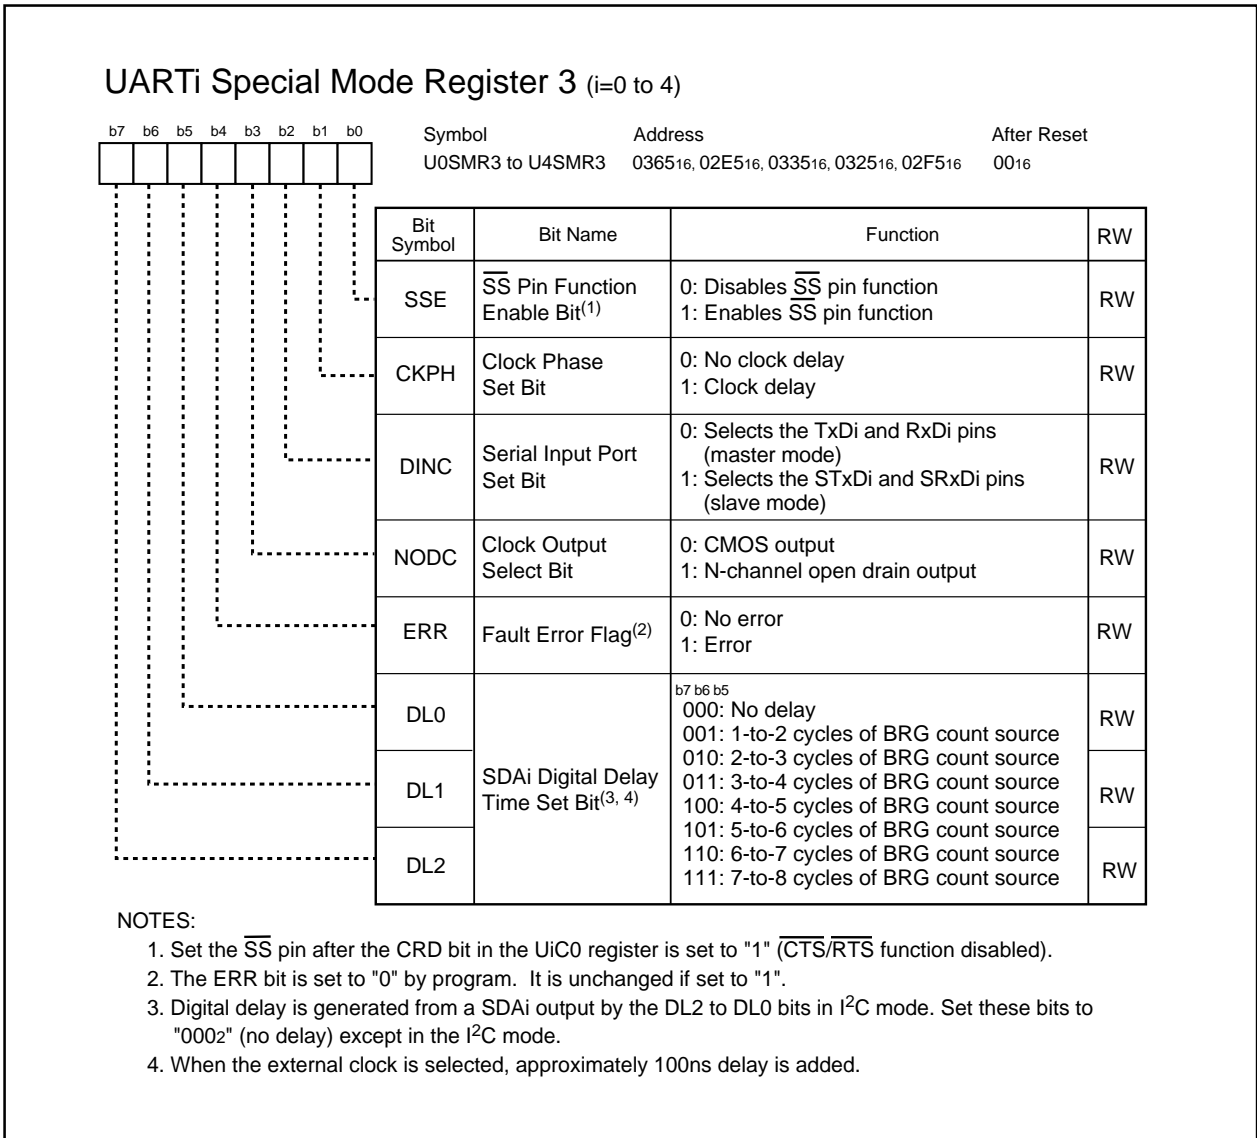 UARTi Special Mode Register 3 (i=0 to 4)
b7 b6 b5 b4 b3 b2 b1 b0
Symbol Address After Reset
U0SMR3 to U4SMR3 036516, 02E516, 033516, 032516, 02F516 0016
Bit Symbol Bit Name Function RW
SSE
SS Pin Function
Enable Bit(1)
0: Disables SS pin function
1: Enables SS pin function
RW
CKPH
Clock Phase
Set Bit
0: No clock delay
1: Clock delay
RW
DINC
Serial Input Port
Set Bit
0: Selects the TxDi and RxDi pins
(master mode)
1: Selects the STxDi and SRxDi pins
(slave mode)
RW
NODC
Clock Output
Select Bit
0: CMOS output
1: N-channel open drain output
RW
ERR
Fault Error Flag(2)
0: No error
1: Error
RW
DL0
DL1
DL2
SDAi Digital Delay
Time Set Bit(3, 4)
b7 b6 b5
000: No delay
001: 1-to-2 cycles of BRG count source
010: 2-to-3 cycles of BRG count source
011: 3-to-4 cycles of BRG count source
100: 4-to-5 cycles of BRG count source
101: 5-to-6 cycles of BRG count source
110: 6-to-7 cycles of BRG count source
111: 7-to-8 cycles of BRG count source
RW
RW
RW
NOTES:
1. Set the SS pin after the CRD bit in the UiC0 register is set to "1" (CTS/RTS function disabled).
2. The ERR bit is set to "0" by program. It is unchanged if set to "1".
3. Digital delay is generated from a SDAi output by the DL2 to DL0 bits in I2C mode. Set these bits to
"0002" (no delay) except in the I2C mode.
4. When the external clock is selected, approximately 100ns delay is added.